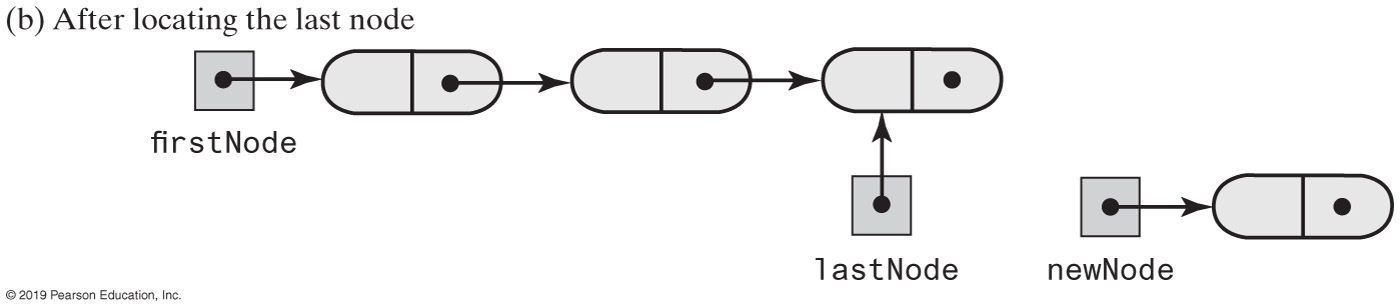 (b) After locating the last node
firstNode
lastNode
newNode
© 2019 Pearson Education, Inc.